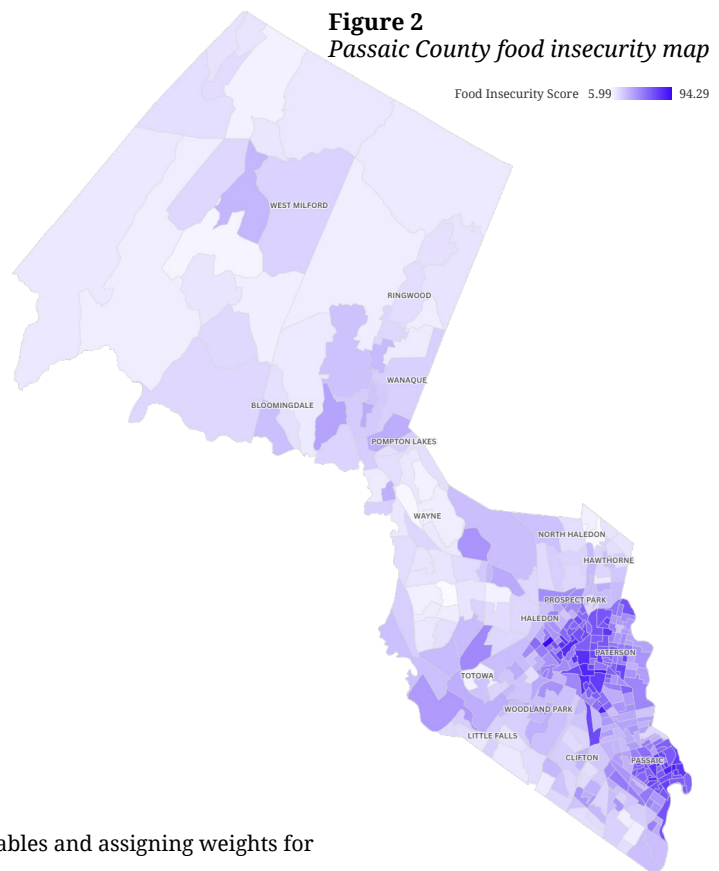 Figure 2
Passaic County food insecurity map
Food Insecurity Score 5.99 94.29
WEST MILFORD
RINGWOOD
WANAQUE
BLOOMINGDALE
POMPTON LAKES
WAYNE
NORTH HALEDON
HAWTHORNE
PROSPECT PARK
HALEDON
PATERSON
TOTOWA
WOODLAND PARK
LITTLE FALLS
CLIFTON
PASSAIC
ables and assigning weights for